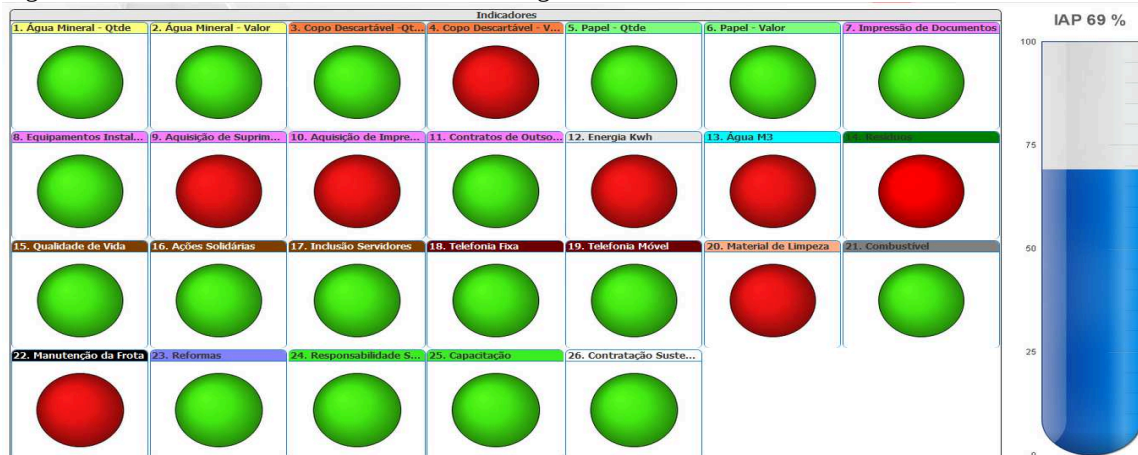 Indicadores
IAP 69 %
1. Água Mineral - Qtde
2. Água Mineral - Valor
3. Copo Descartável -Qt...
4. Copo Descartável - V...
5. Papel - Qtde
6. Papel - Valor
7. Impressão de Documentos
8. Equipamentos Instal...
9. Aquisição de Suprim...
10. Aquisição de Impre...
11. Contratos de Outso...
12. Energia Kwh
13. Água M3
14. Resíduos
15. Qualidade de Vida
16. Ações Solidárias
17. Inclusão Servidores
18. Telefonia Fixa
19. Telefonia Móvel
20. Material de Limpeza
21. Combustível
22. Manutenção da Frota
23. Reformas
24. Responsabilidade S...
25. Capacitação
26. Contratação Suste...
100
75
50
25
0